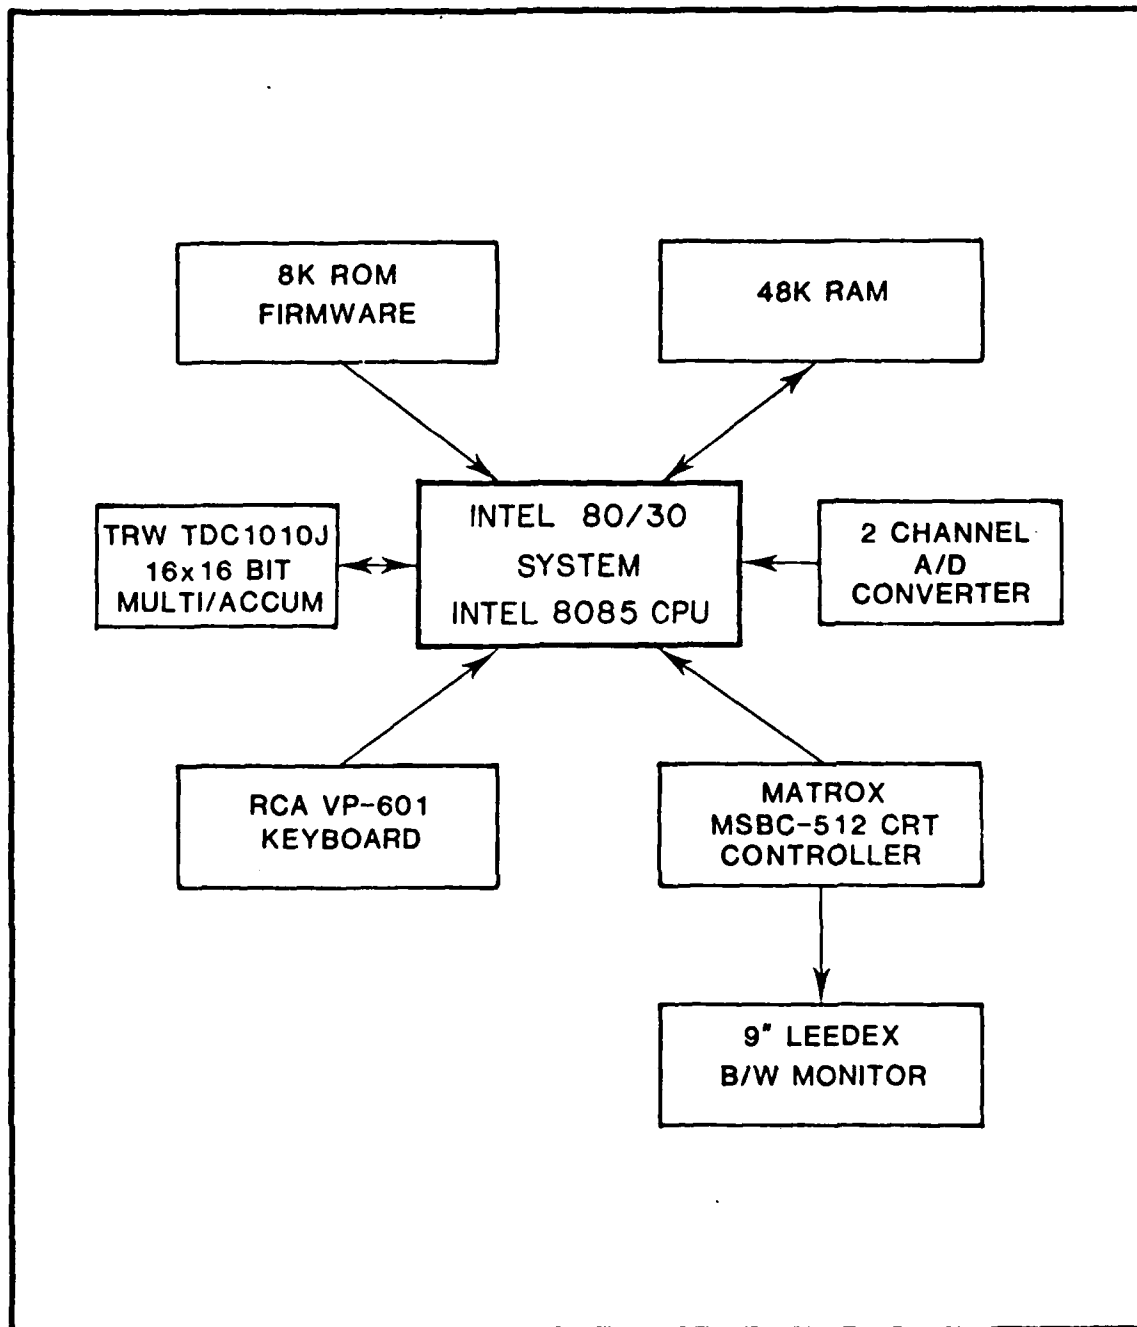 8K ROM
FIRMWARE
48K RAM
TRW TDC1010J
16x16 BIT
MULTI/ACCUM
INTEL 80/30
SYSTEM
INTEL 8085 CPU
2 CHANNEL
A/D
CONVERTER
RCA VP-601
KEYBOARD
MATROX
MSBC-512 CRT
CONTROLLER
9" LEEDEX
B/W MONITOR